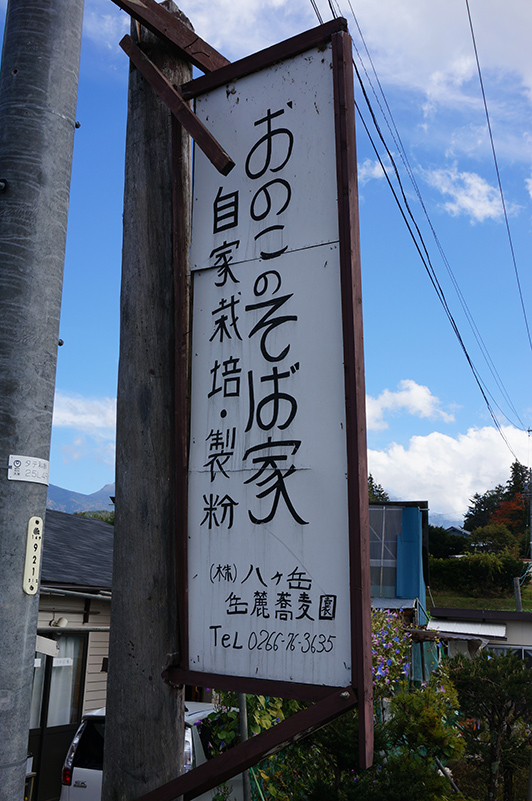 おのこのそば家
自家栽培・製粉
(株)八ヶ岳
岳麓蕎麦園
TeL 0266-76-3635
921